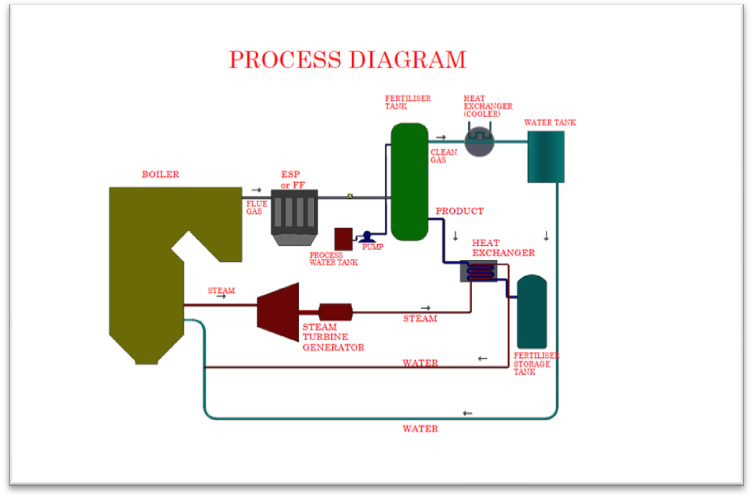 PROCESS DIAGRAM
FERTILISER
TANK
HEAT
EXCHANGER
(COOLER)
WATER TANK
CLEAN
GAS
BOILER
ESP
or FF
FLUE
GAS
PRODUCT
PUMP
PROCESS
WATER TANK
HEAT
EXCHANGER
STEAM
STEAM
STEAM
TURBINE
GENERATOR
FERTILISER
STORAGE
TANK
WATER
WATER